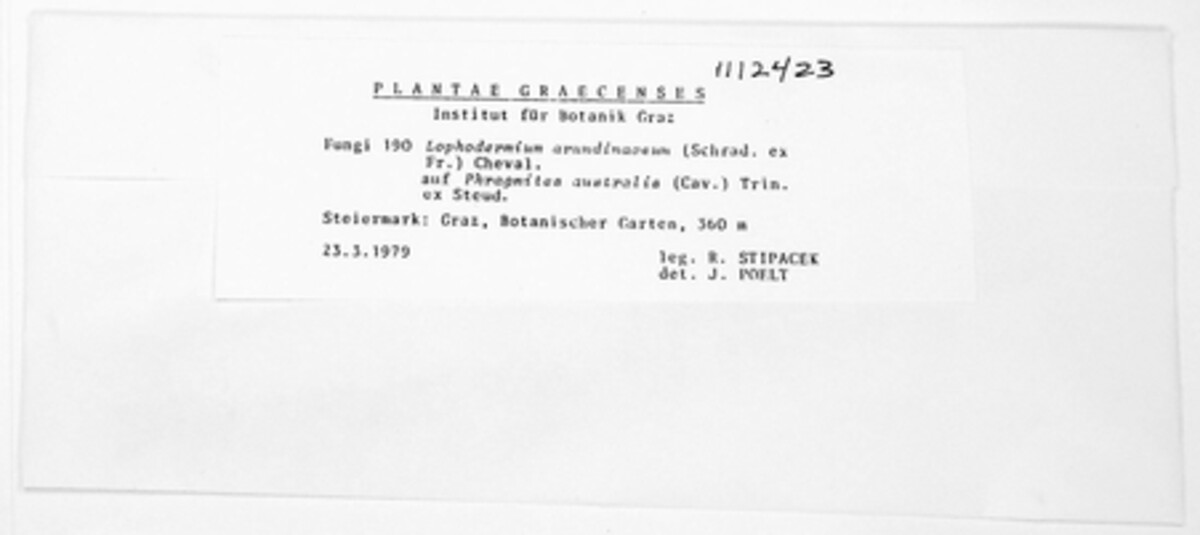 1112423
PLANTAE GRAECENSES
Institut für Botanik Graz
Fungi 190 Lophodermium arundinaceum (Schrad. ex
Fr.) Cheval.
auf Phragmites australis (Cav.) Trin.
ex Steud.
Steiermark: Graz, Botanischer Garten, 360 m
23.3.1979
leg. R. STIPACEK
det. J. POELT